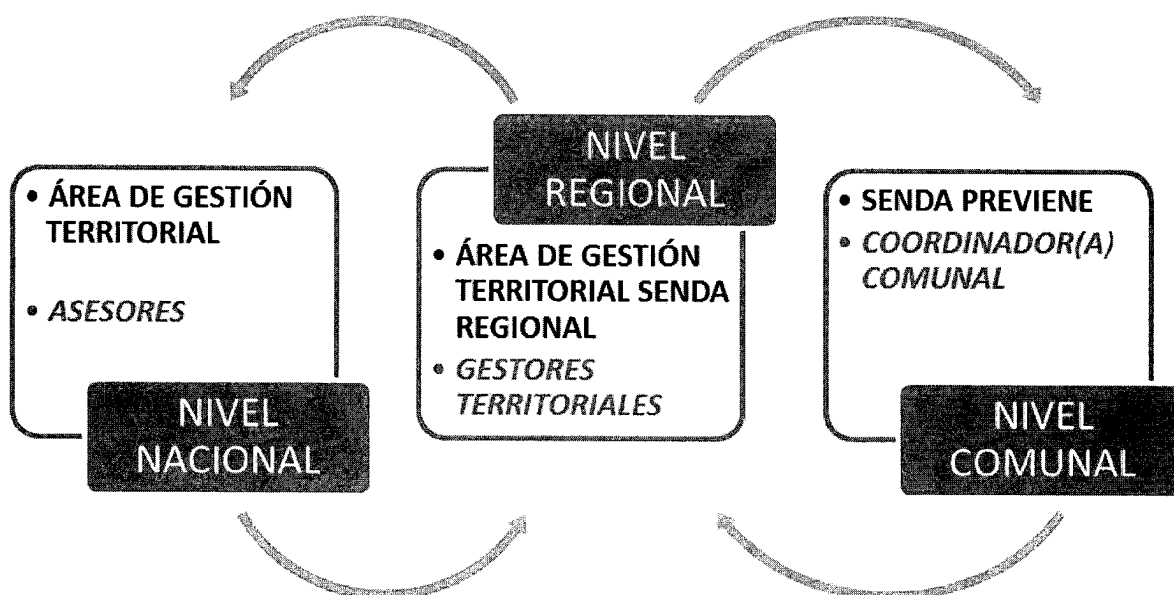 • ÁREA DE GESTIÓN
TERRITORIAL
• ASESORES
NIVEL
NACIONAL
NIVEL
REGIONAL
• ÁREA DE GESTIÓN
TERRITORIAL SENDA
REGIONAL
• GESTORES
TERRITORIALES
• SENDA PREVIENE
• COORDINADOR(A)
COMUNAL
NIVEL
COMUNAL